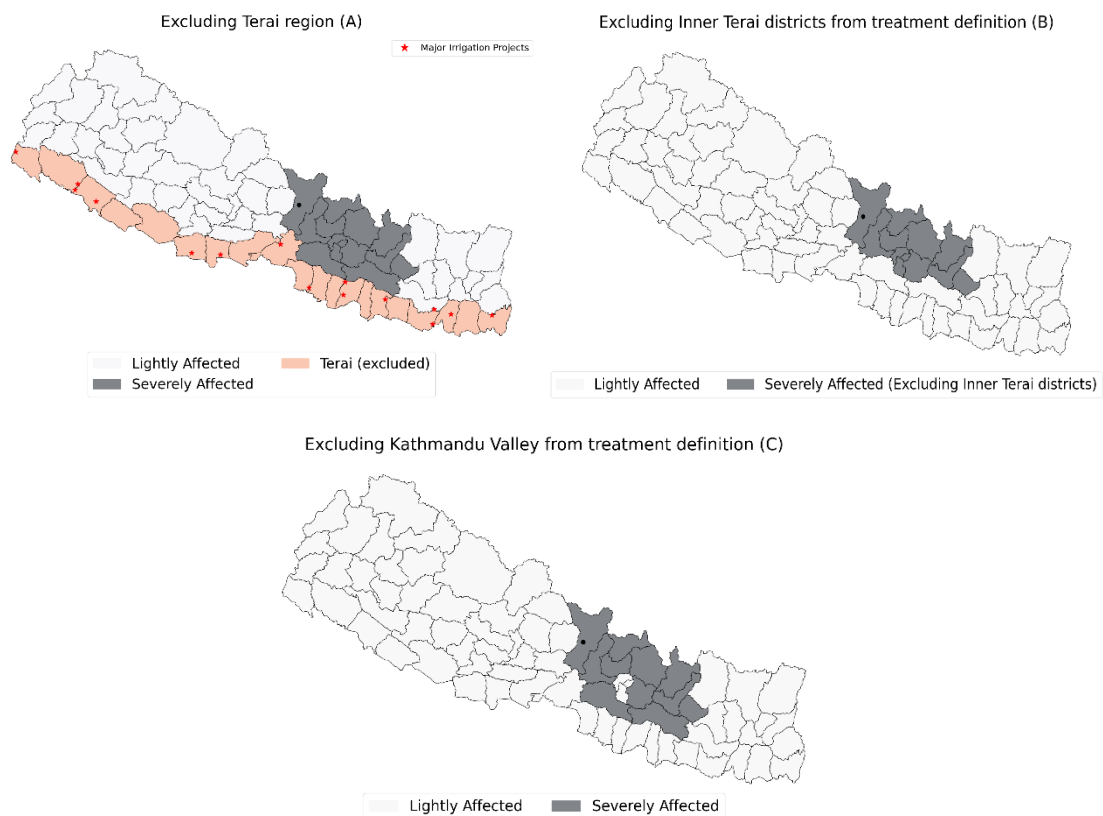 Excluding Terai region (A)
Major Irrigation Projects
Lightly Affected
Terai (excluded)
Severely Affected
Excluding Inner Terai districts from treatment definition (B)
Lightly Affected
Severely Affected (Excluding Inner Terai districts)
Excluding Kathmandu Valley from treatment definition (C)
Lightly Affected
Severely Affected